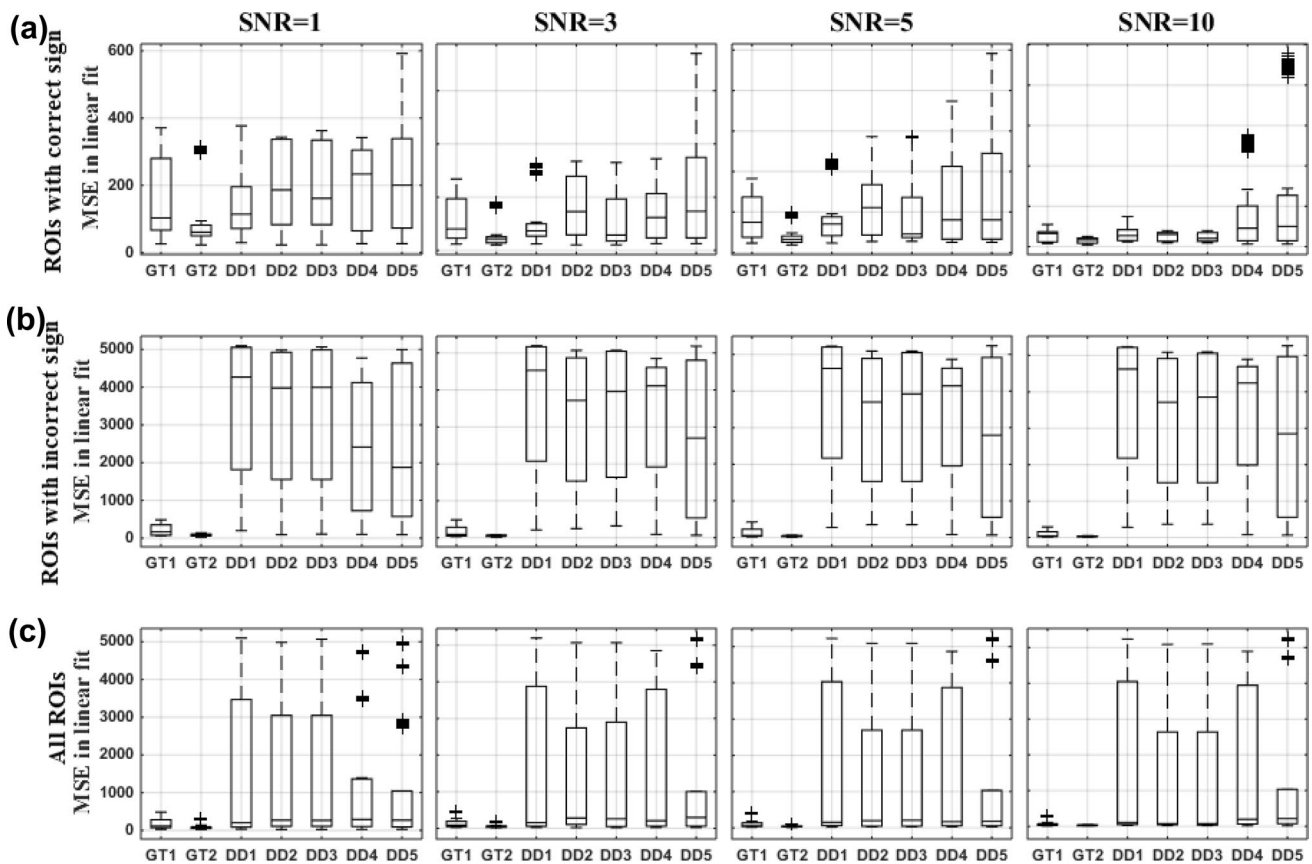 SNR=1 SNR=3 SNR=5 SNR=10
(a)
ROIs with correct sign
MSE in linear fit
600
400
200
0
GT1 GT2 DD1 DD2 DD3 DD4 DD5 GT1 GT2 DD1 DD2 DD3 DD4 DD5 GT1 GT2 DD1 DD2 DD3 DD4 DD5 GT1 GT2 DD1 DD2 DD3 DD4 DD5
(b)
ROIs with incorrect sign
MSE in linear fit
5000
4000
3000
2000
1000
0
GT1 GT2 DD1 DD2 DD3 DD4 DD5 GT1 GT2 DD1 DD2 DD3 DD4 DD5 GT1 GT2 DD1 DD2 DD3 DD4 DD5 GT1 GT2 DD1 DD2 DD3 DD4 DD5
(c)
All ROIs
MSE in linear fit
5000
4000
3000
2000
1000
0
GT1 GT2 DD1 DD2 DD3 DD4 DD5 GT1 GT2 DD1 DD2 DD3 DD4 DD5 GT1 GT2 DD1 DD2 DD3 DD4 DD5 GT1 GT2 DD1 DD2 DD3 DD4 DD5